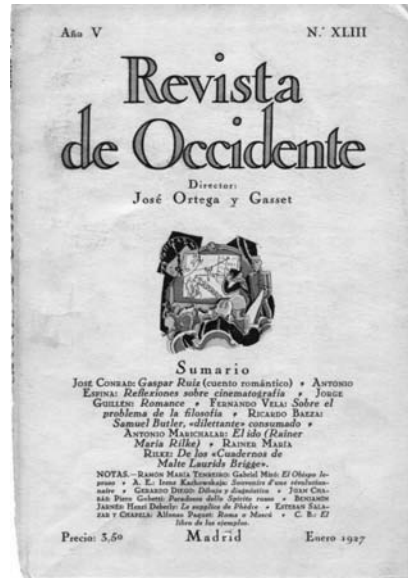 Año V N.º XLIII
Revista
de Occidente
Director:
José Ortega y Gasset
Sumario
José Conrad: Gaspar Ruiz (cuento romántico) • Antonio
Espina: Reflexiones sobre cinematografía • Jorge
Guillén: Romance • Fernando Vela: Sobre el
problema de la filosofía • Ricardo Baeza:
Samuel Butler, «dilettante» consumado •
Antonio Marichalar: El ido (Rainer
Maria Rilke) • Rainer María
Rilke: De los «Cuadernos de
Malte Laurids Brigge».
NOTAS.—Ramón María Tenreiro: Gabriel Miró: El Obispo le-
proso • A. E.: Irene Kachowskaja: Souvenirs d'une révolution-
naire • Gerardo Diego: Dibujo y diagnóstico • Juan Cha-
bás: Piero Gobetti: Paradosso dello Spirito russo • Benjamín
Jarnés: Henri Deberly: Le supplice de Phèdre • Esteban Sala-
zar y Chapela: Alfonso Paquet: Roma o Moscú • C. B.: El
libro de los ejemplos.
Precio: 3,50 Madrid Enero 1927